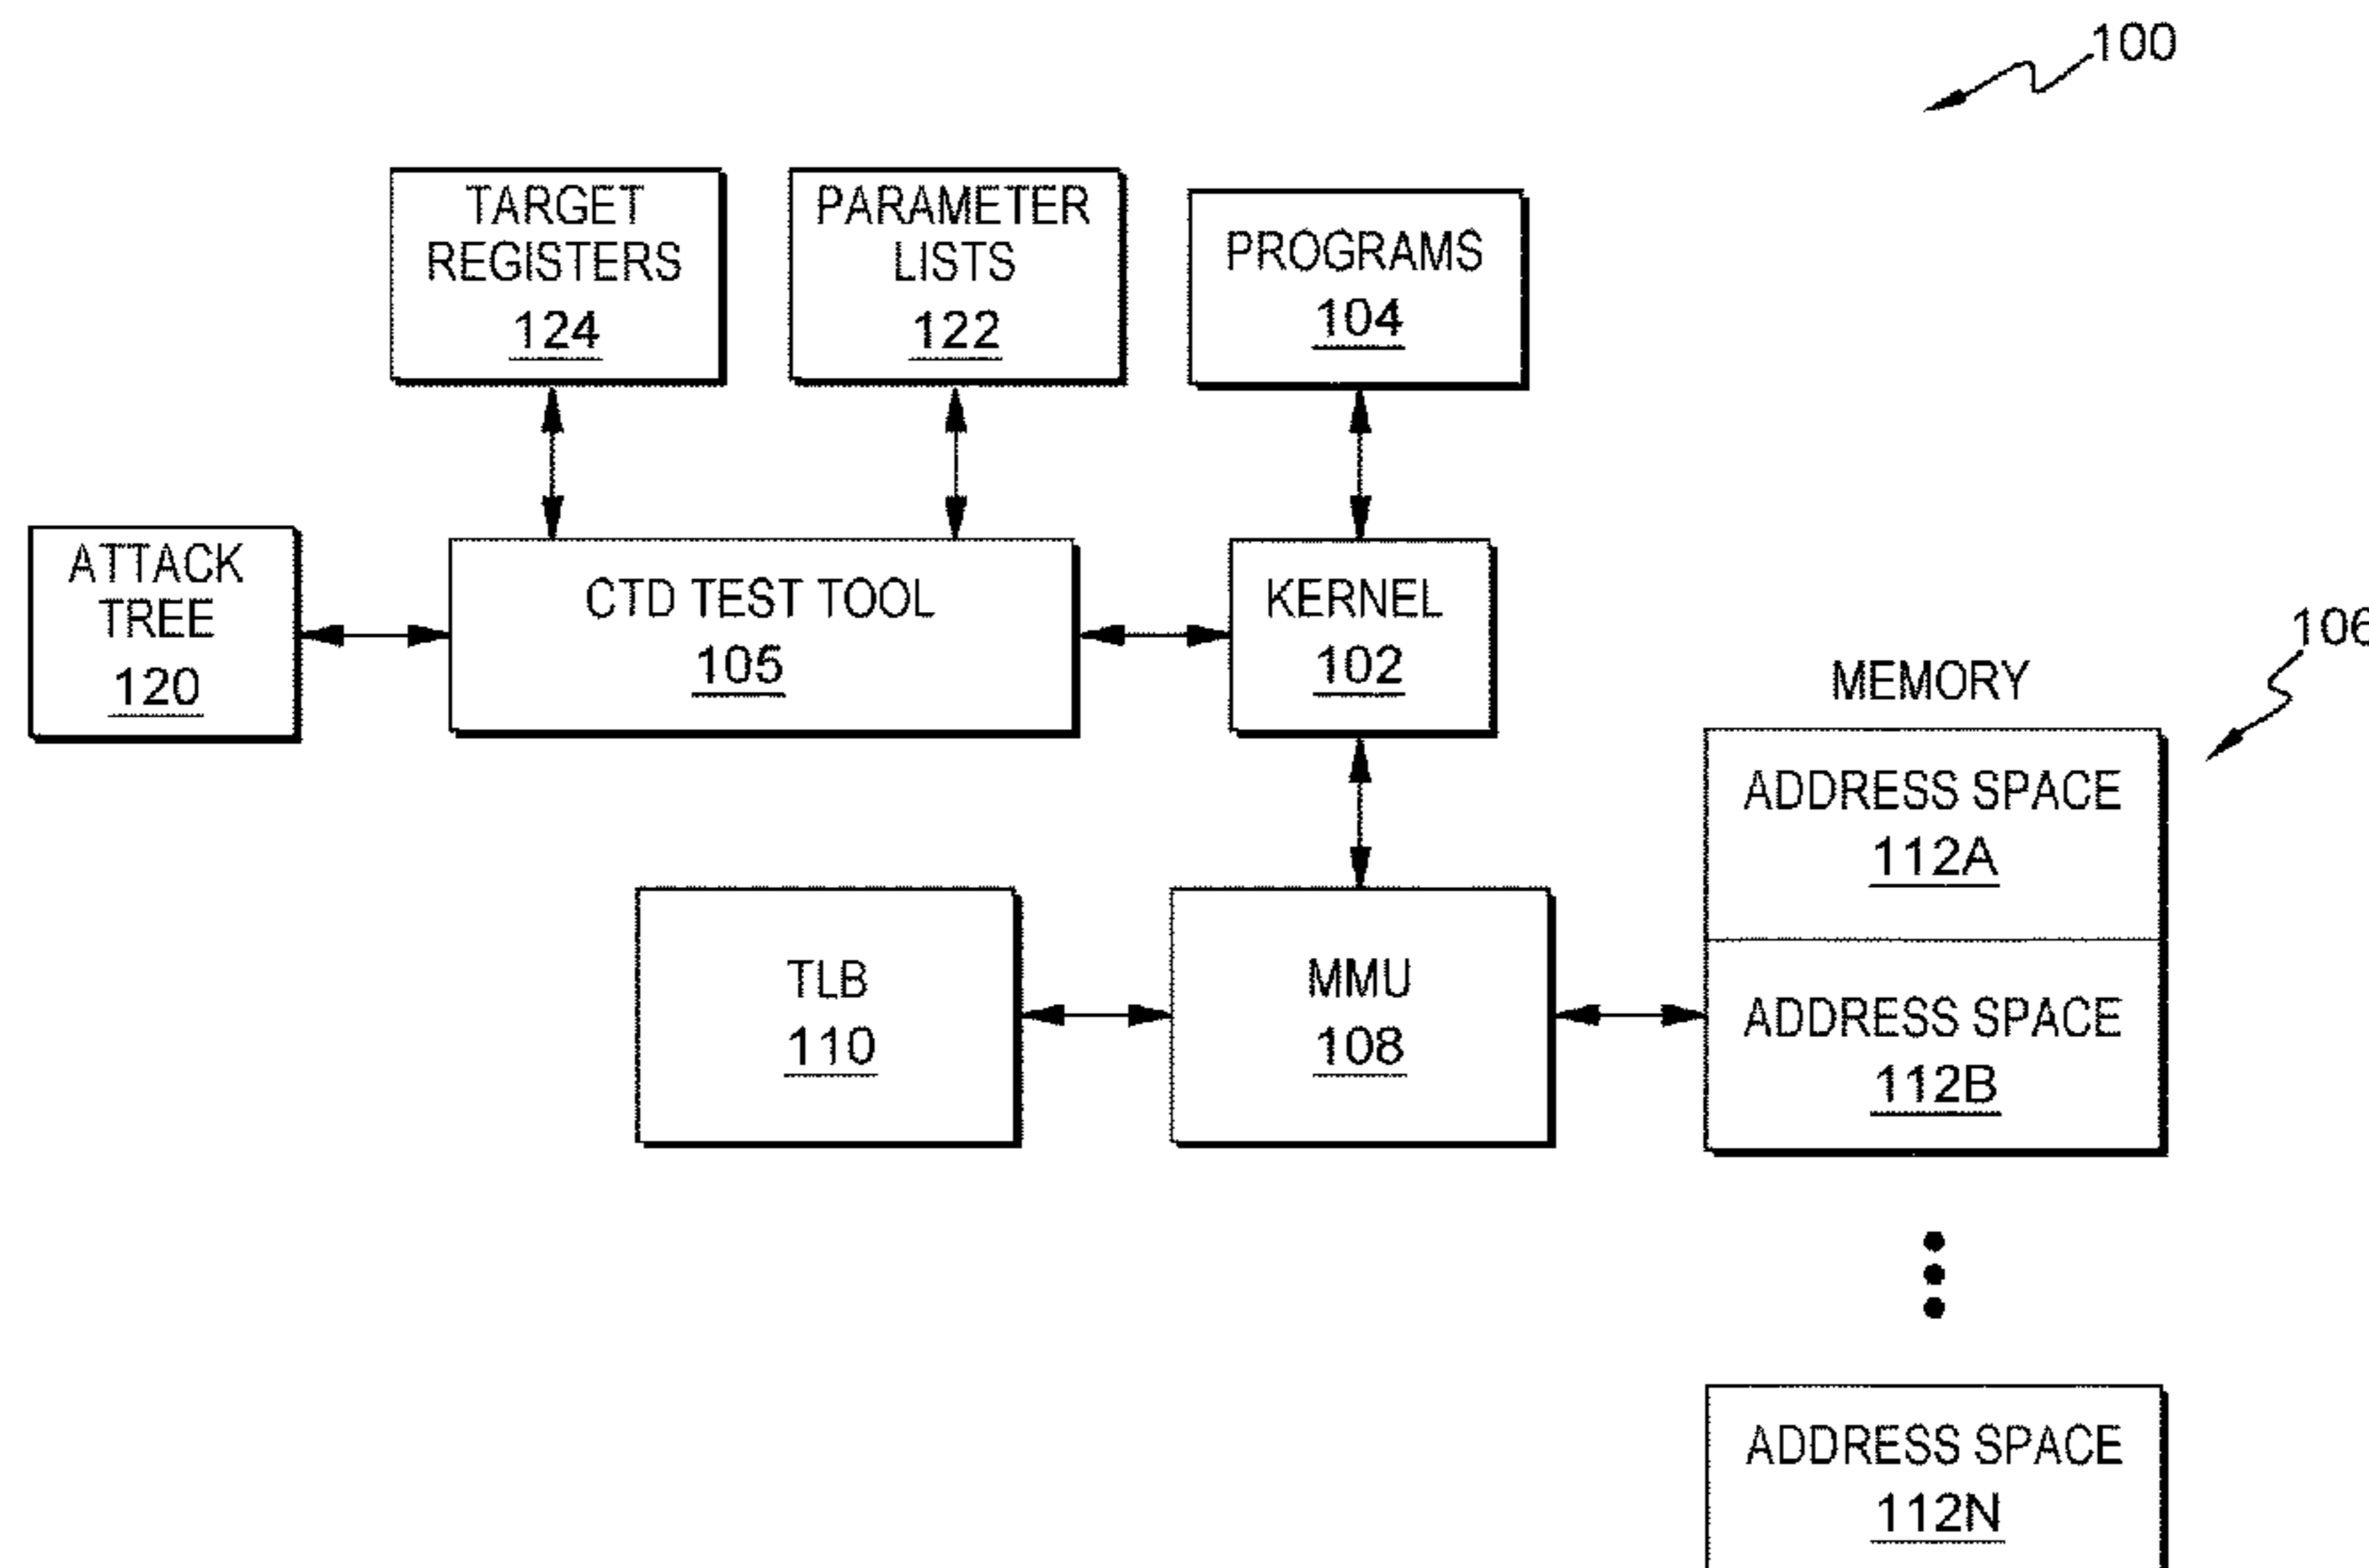 100
TARGET
REGISTERS
124
PARAMETER
LISTS
122
PROGRAMS
104
ATTACK
TREE
120
CTD TEST TOOL
105
KERNEL
102
106
MEMORY
ADDRESS SPACE
112A
ADDRESS SPACE
112B
TLB
110
MMU
108
ADDRESS SPACE
112N